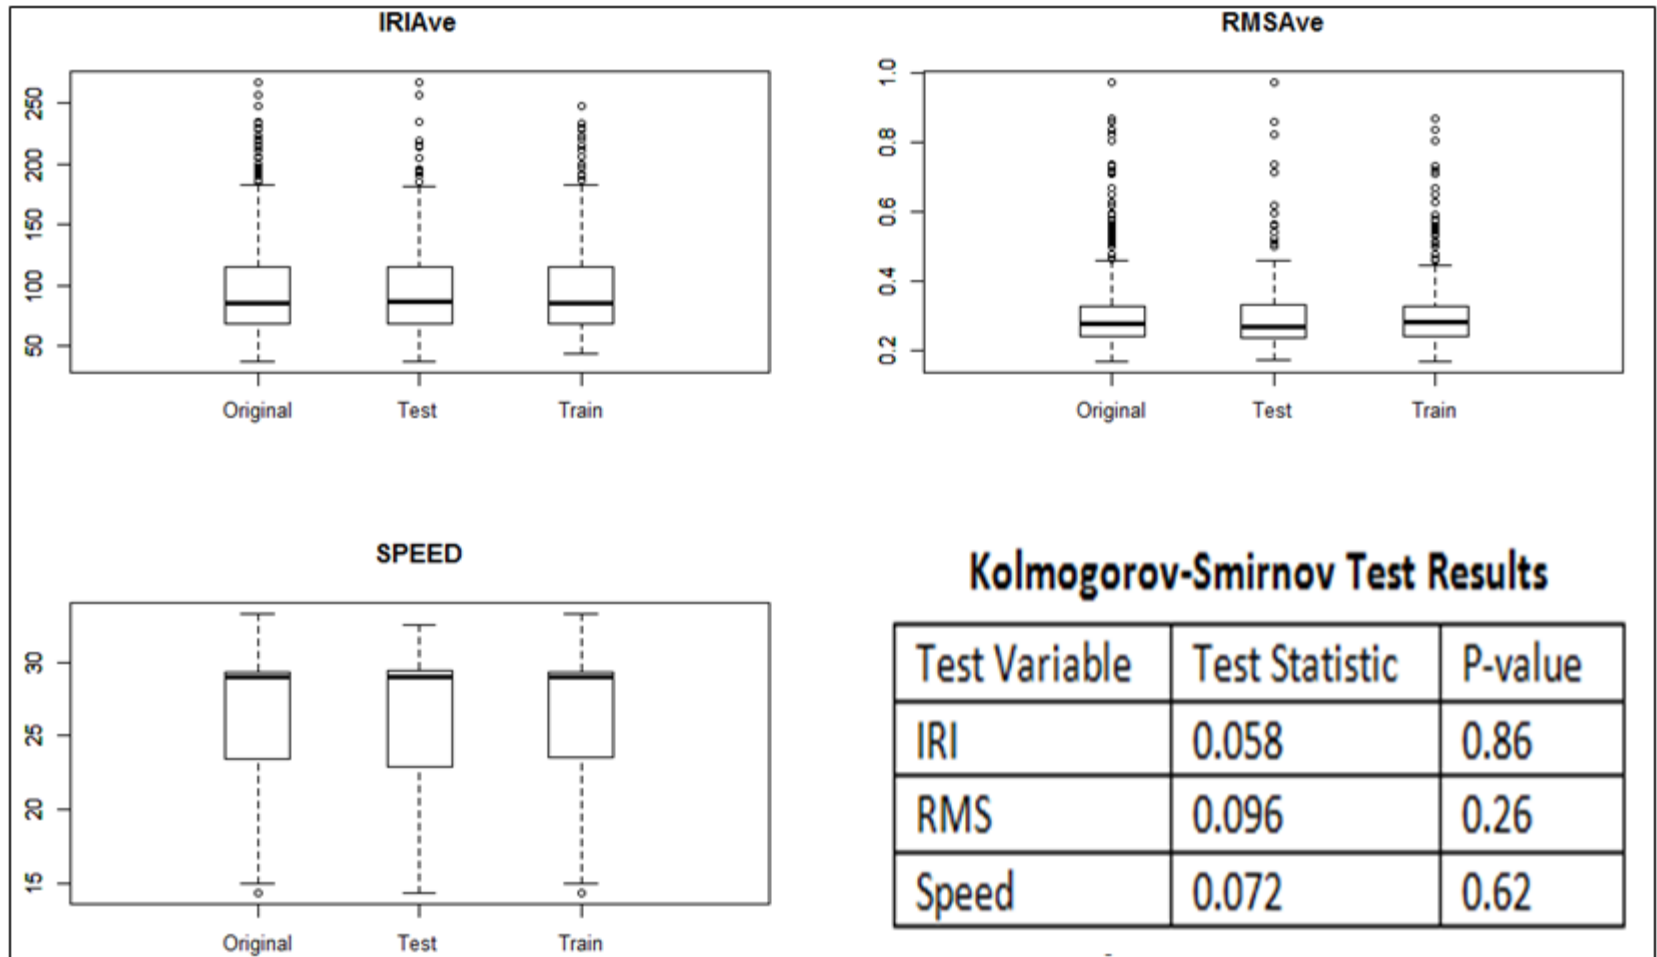 IRIAve
250
200
150
100
50
Original Test Train
RMSAve
1.0
0.8
0.6
0.4
0.2
Original Test Train
SPEED
30
25
20
15
Original Test Train
Kolmogorov-Smirnov Test Results
Test Variable Test Statistic P-value
IRI 0.058 0.86
RMS 0.096 0.26
Speed 0.072 0.62